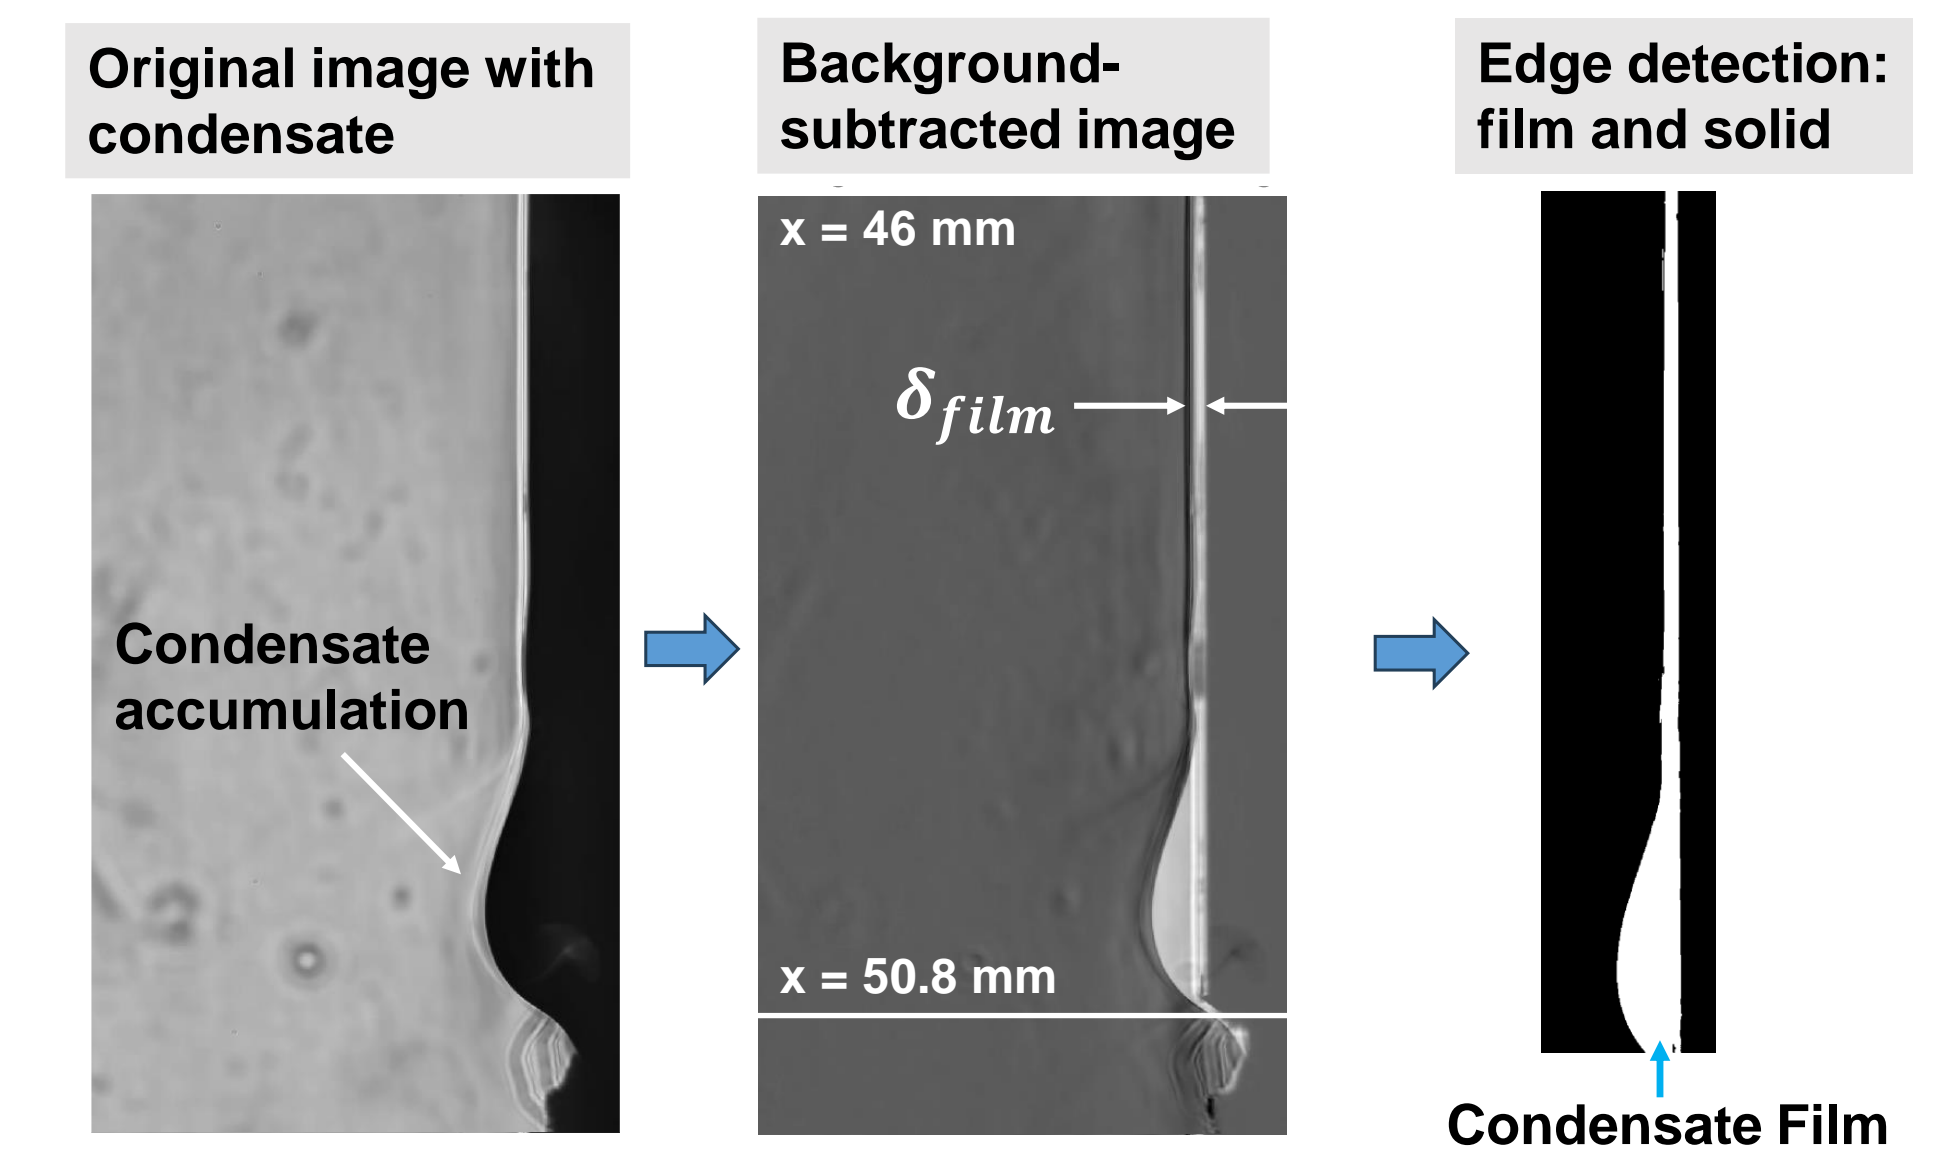 Original image with
condensate
Background-
subtracted image
Edge detection:
film and solid
x = 46 mm
δfilm
Condensate
accumulation
x = 50.8 mm
Condensate Film